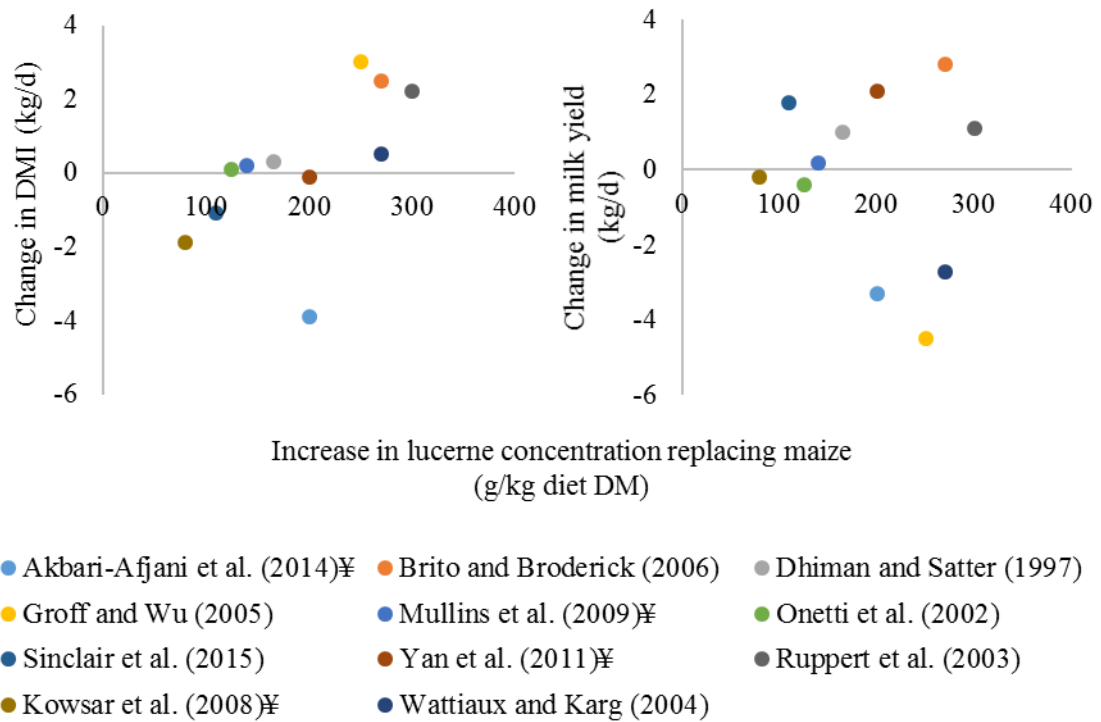 4
2
0
-2
-4
-6
0
100
200
300
400
Change in DMI (kg/d)
4
2
0
-2
-4
-6
0
100
200
300
400
Change in milk yield
(kg/d)
Increase in lucerne concentration replacing maize
(g/kg diet DM)
Akbari-Afjani et al. (2014)¥
Brito and Broderick (2006)
Dhiman and Satter (1997)
Groff and Wu (2005)
Mullins et al. (2009)¥
Onetti et al. (2002)
Sinclair et al. (2015)
Yan et al. (2011)¥
Ruppert et al. (2003)
Kowsar et al. (2008)¥
Wattiaux and Karg (2004)